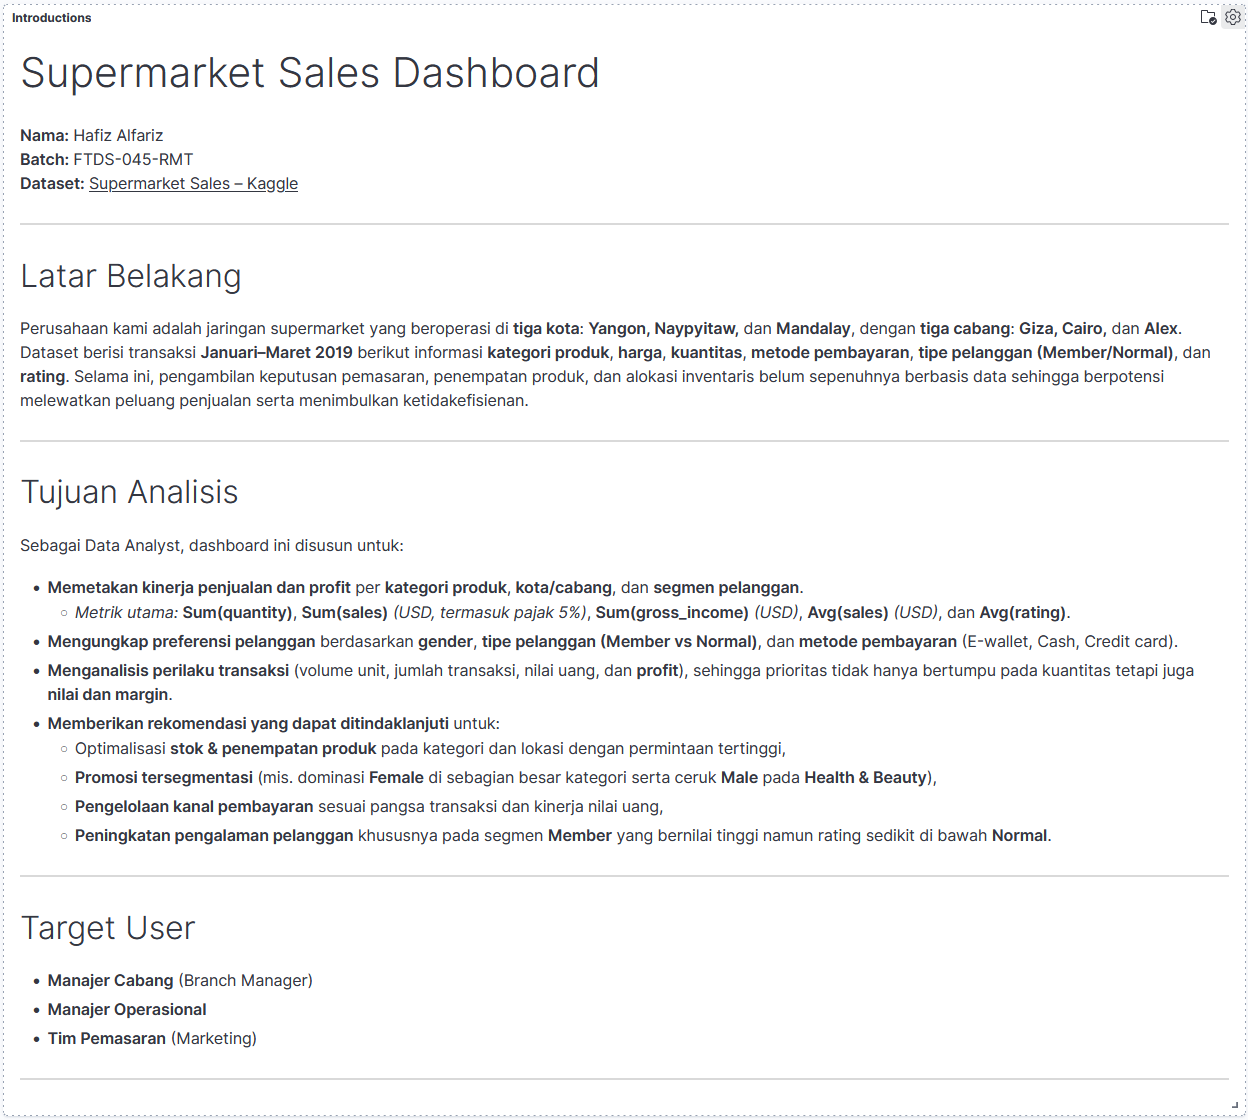 Introductions
Supermarket Sales Dashboard
Nama: Hafiz Alfariz
Batch: FTDS-045-RMT
Dataset: Supermarket Sales – Kaggle
Latar Belakang
Perusahaan kami adalah jaringan supermarket yang beroperasi di tiga kota: Yangon, Naypyitaw, dan Mandalay, dengan tiga cabang: Giza, Cairo, dan Alex.
Dataset berisi transaksi Januari–Maret 2019 berikut informasi kategori produk, harga, kuantitas, metode pembayaran, tipe pelanggan (Member/Normal), dan
rating. Selama ini, pengambilan keputusan pemasaran, penempatan produk, dan alokasi inventaris belum sepenuhnya berbasis data sehingga berpotensi
melewatkan peluang penjualan serta menimbulkan ketidakefisienan.
Tujuan Analisis
Sebagai Data Analyst, dashboard ini disusun untuk:
• Memetakan kinerja penjualan dan profit per kategori produk, kota/cabang, dan segmen pelanggan.
○ Metrik utama: Sum(quantity), Sum(sales) (USD, termasuk pajak 5%), Sum(gross_income) (USD), Avg(sales) (USD), dan Avg(rating).
• Mengungkap preferensi pelanggan berdasarkan gender, tipe pelanggan (Member vs Normal), dan metode pembayaran (E-wallet, Cash, Credit card).
• Menganalisis perilaku transaksi (volume unit, jumlah transaksi, nilai uang, dan profit), sehingga prioritas tidak hanya bertumpu pada kuantitas tetapi juga
nilai dan margin.
• Memberikan rekomendasi yang dapat ditindaklanjuti untuk:
○ Optimalisasi stok & penempatan produk pada kategori dan lokasi dengan permintaan tertinggi,
○ Promosi tersegmentasi (mis. dominasi Female di sebagian besar kategori serta ceruk Male pada Health & Beauty),
○ Pengelolaan kanal pembayaran sesuai pangsa transaksi dan kinerja nilai uang,
○ Peningkatan pengalaman pelanggan khususnya pada segmen Member yang bernilai tinggi namun rating sedikit di bawah Normal.
Target User
• Manajer Cabang (Branch Manager)
• Manajer Operasional
• Tim Pemasaran (Marketing)